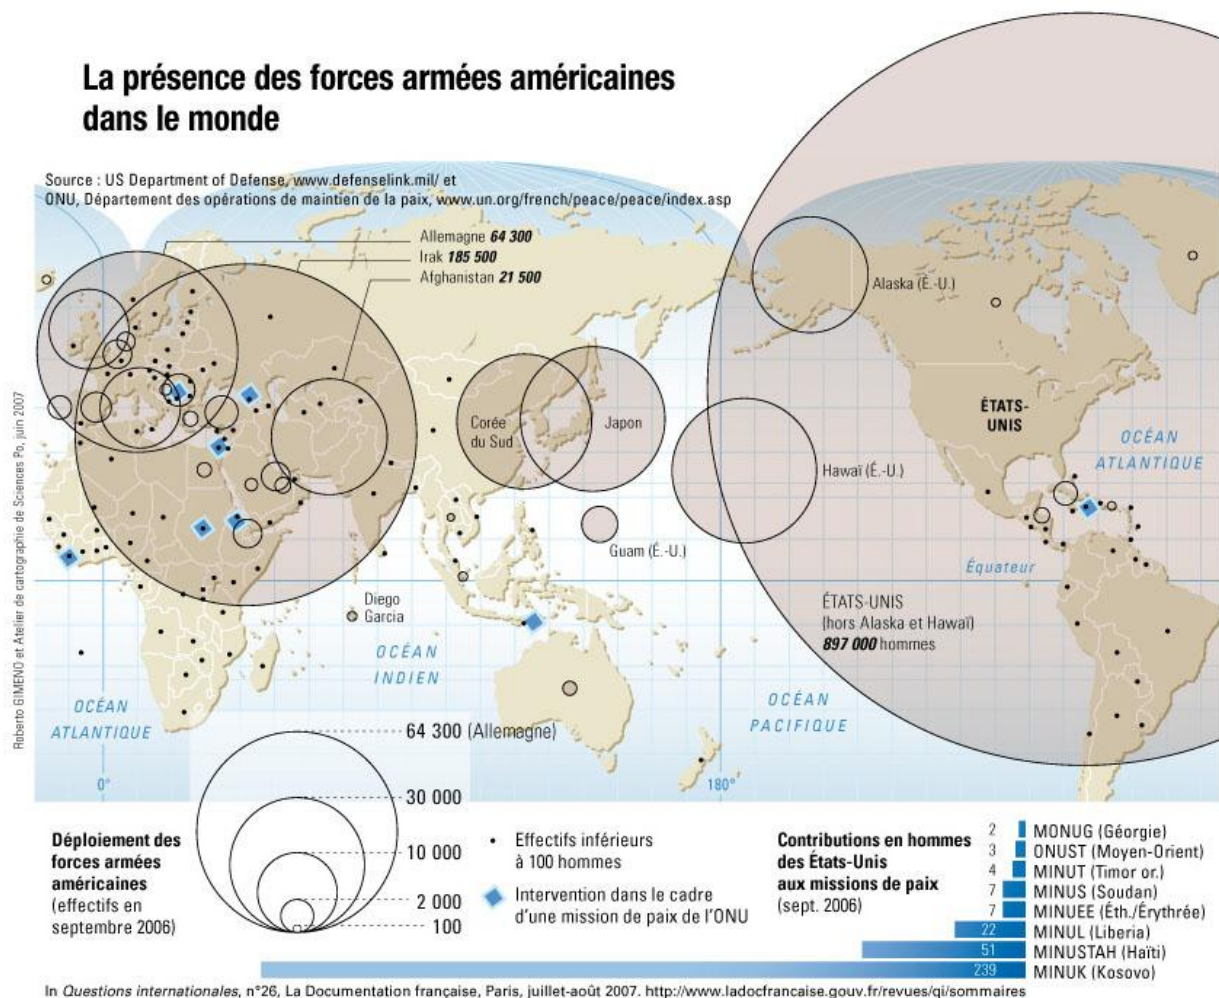 La présence des forces armées américaines
dans le monde
Source : US Department of Defense, www.defenselink.mil/ et
ONU, Département des opérations de maintien de la paix, www.un.org/french/peace/peace/index.asp
Allemagne 64 300
Irak 185 500
Afghanistan 21 500
Alaska (É.-U.)
Corée
du Sud
Japon
Hawaï (É.-U.)
Guam (É.-U.)
ÉTATS-
UNIS
OCÉAN
ATLANTIQUE
Équateur
ÉTATS-UNIS
(hors Alaska et Hawaï)
897 000 hommes
Diego
Garcia
OCÉAN
INDIEN
OCÉAN
ATLANTIQUE
OCÉAN
PACIFIQUE
0°
180°
Roberto GIMENO et Atelier de cartographie de Sciences Po, juin 2007
Déploiement des
forces armées
américaines
(effectifs en
septembre 2006)
64 300 (Allemagne)
30 000
10 000
2 000
100
Effectifs inférieurs
à 100 hommes
Intervention dans le cadre
d'une mission de paix de l'ONU
Contributions en hommes
des États-Unis
aux missions de paix
(sept. 2006)
2 MONUG (Géorgie)
3 ONUST (Moyen-Orient)
4 MINUT (Timor or.)
7 MINUS (Soudan)
7 MINUEE (Éth./Érythrée)
22 MINUL (Liberia)
51 MINUSTAH (Haïti)
239 MINUK (Kosovo)
In Questions internationales, n°26, La Documentation française, Paris, juillet-août 2007. http://www.ladocfrancaise.gouv.fr/revues/qi/sommaires